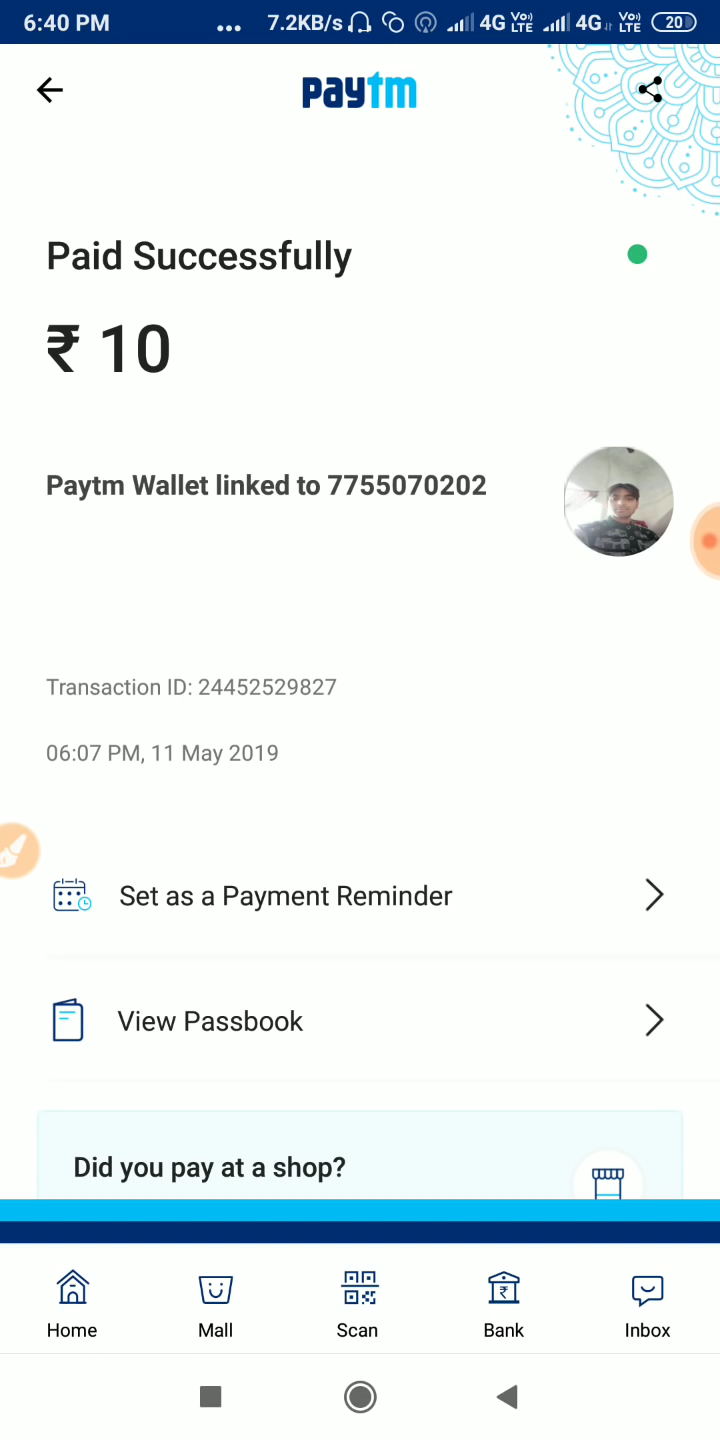 6:40 PM ... 7.2KB/s 4G Vo)) LTE 4G Vo)) LTE 20
paytm
Paid Successfully
₹ 10
Paytm Wallet linked to 7755070202
Transaction ID: 24452529827
06:07 PM, 11 May 2019
Set as a Payment Reminder
View Passbook
Did you pay at a shop?
Home Mall Scan Bank Inbox